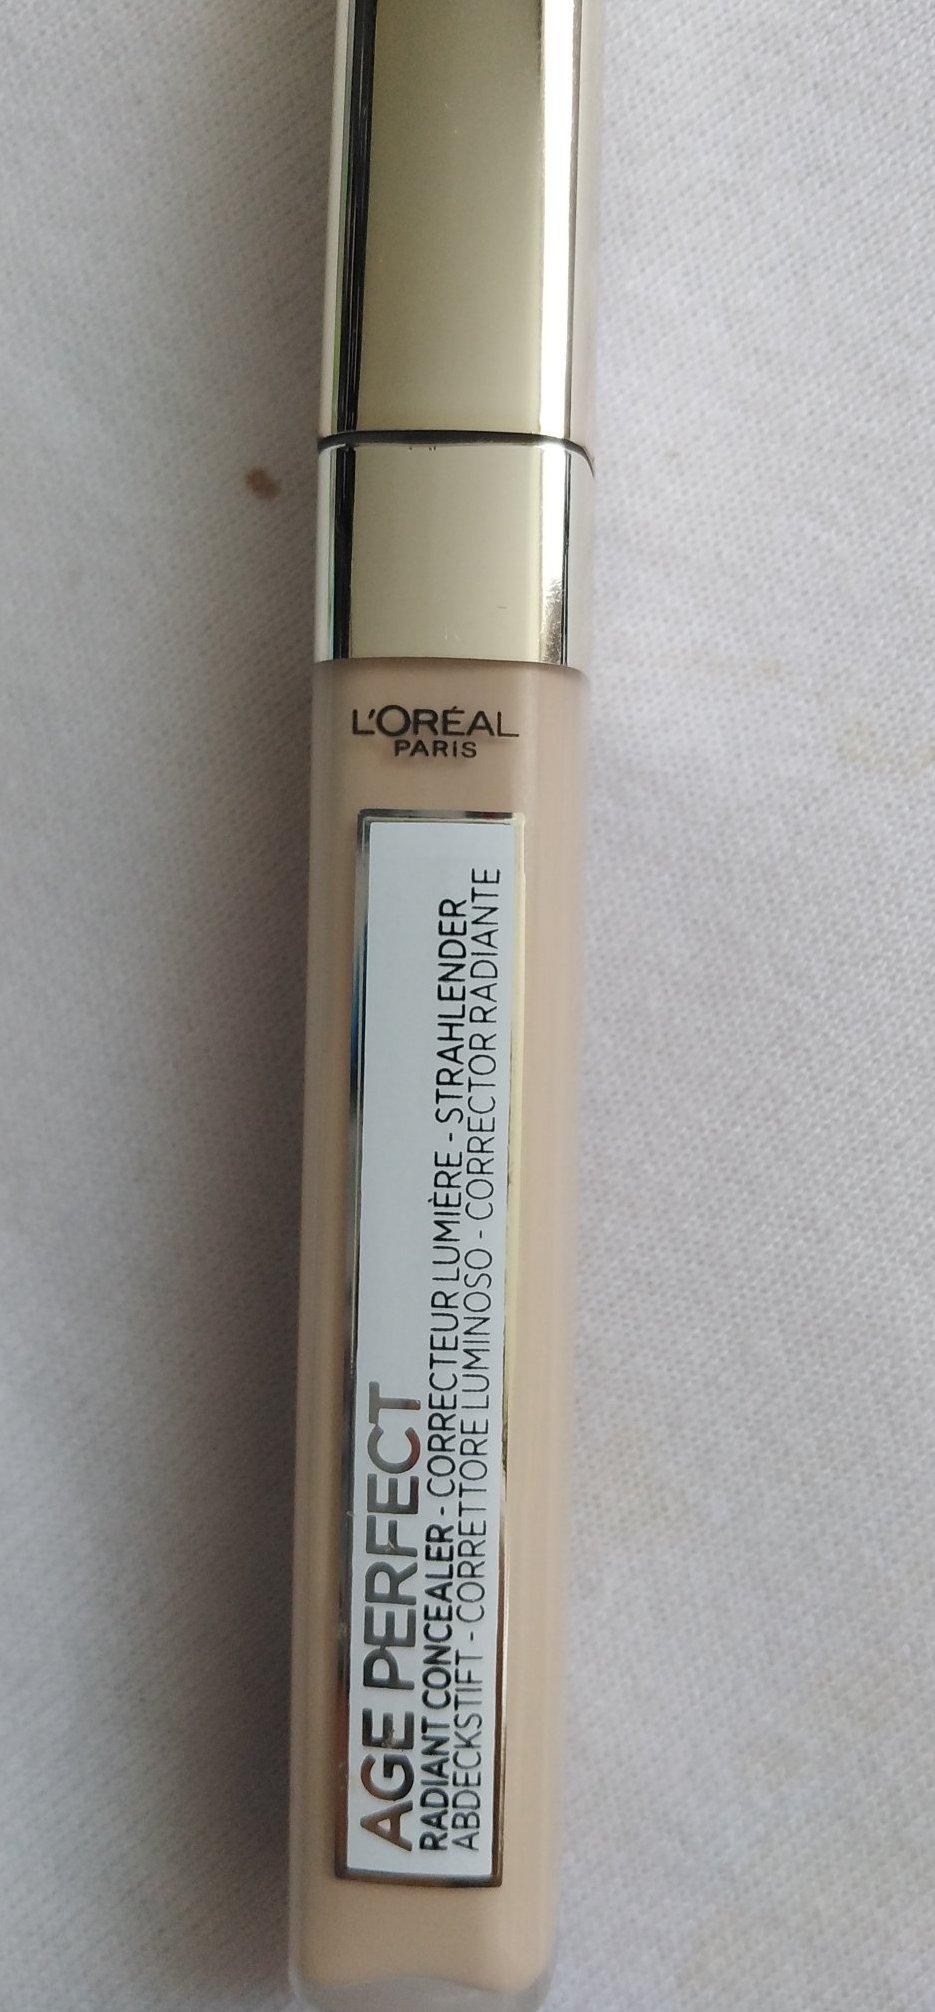 L'ORÉAL
PARIS
AGE PERFECT
RADIANT CONCEALER - CORRECTEUR LUMIÈRE - STRAHLENDER
ABDECKSTIFT - CORRETTORE LUMINOSO - CORRECTOR RADIANTE